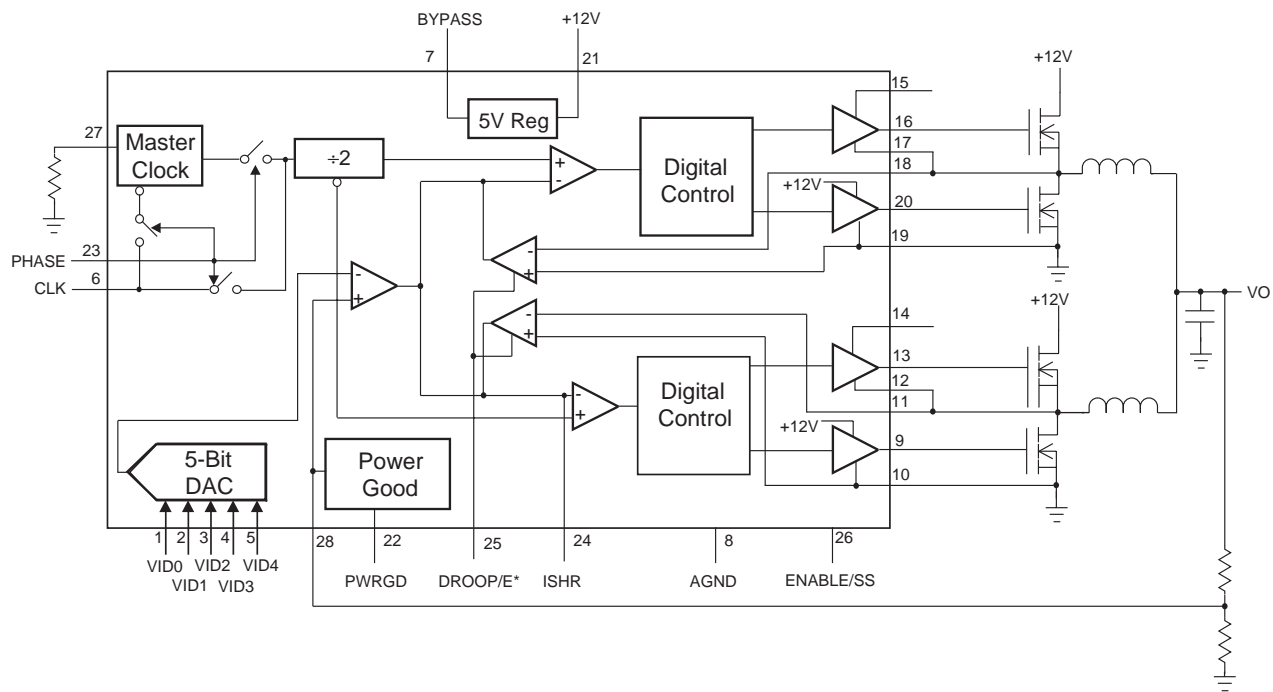 BYPASS
+12V
7
21
+12V
15
27
Master
Clock
÷2
5V Reg
+
-
Digital
Control
16
17
18
+12V
20
19
PHASE
23
CLK
6
-
+
-
+
-
+
+12V
VO
14
13
12
11
-
+
Digital
Control
+12V
9
10
5-Bit
DAC
Power
Good
1
2
3
4
5
28
22
25
24
8
26
VID0
VID2
VID4
VID1
VID3
PWRGD
DROOP/E*
ISHR
AGND
ENABLE/SS